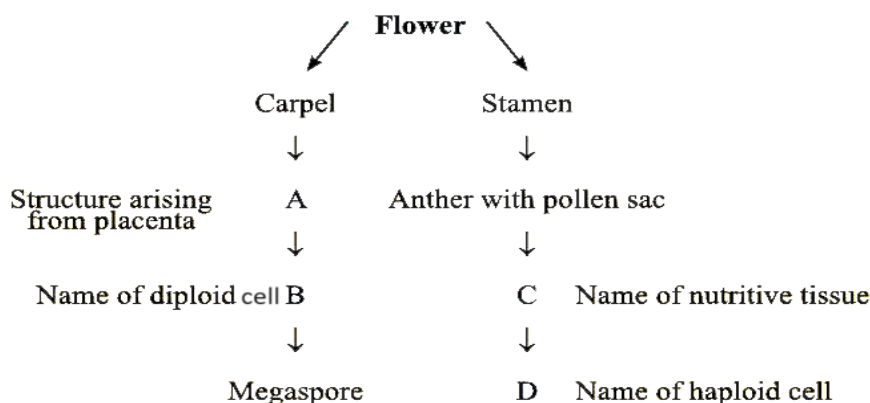 Flower
Carpel Stamen
Structure arising from placenta A Anther with pollen sac
Name of diploid cell B C Name of nutritive tissue
Megaspore D Name of haploid cell